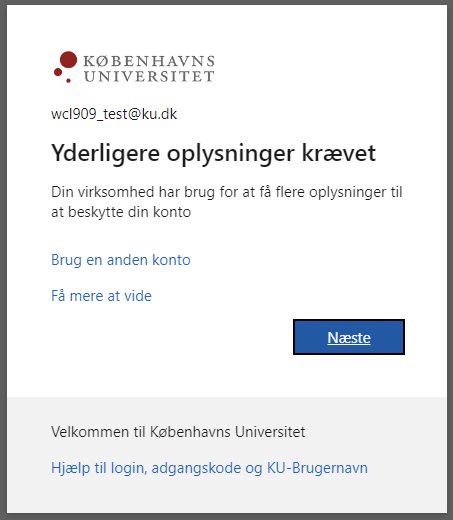 KØBENHAVNS
UNIVERSITET
wcl909_test@ku.dk
Yderligere oplysninger krævet
Din virksomhed har brug for at få flere oplysninger til
at beskytte din konto
Brug en anden konto
Få mere at vide
Næste
Velkommen til Københavns Universitet
Hjælp til login, adgangskode og KU-Brugernavn